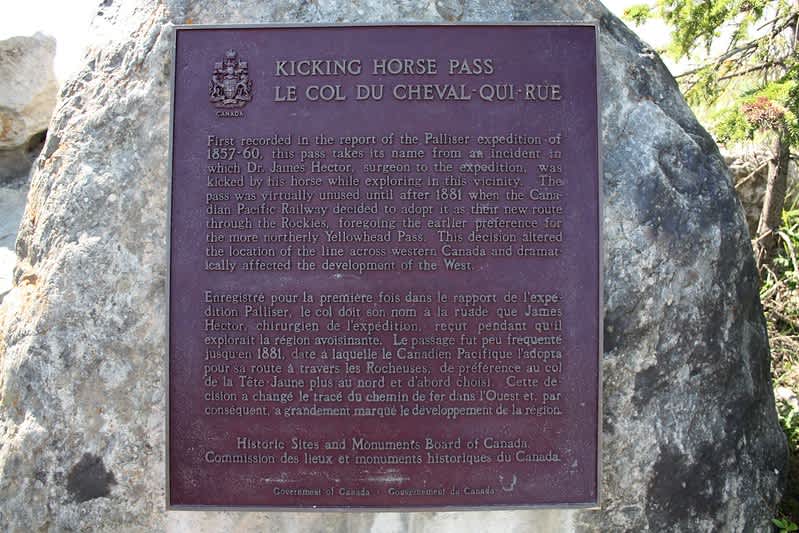 CANADA
KICKING HORSE PASS
LE COL DU CHEVAL-QUI-RUE
First recorded in the report of the Palliser expedition of
1857-60, this pass takes its name from an incident in
which Dr. James Hector, surgeon to the expedition, was
kicked by his horse while exploring in this vicinity. The
pass was virtually unused until after 1881 when the Cana-
dian Pacific Railway decided to adopt it as their new route
through the Rockies, foregoing the earlier preference for
the more northerly Yellowhead Pass. This decision altered
the location of the line across western Canada and dramat-
ically affected the development of the West.
Enregistré pour la première fois dans le rapport de l'expé-
dition Palliser, le col doit son nom à la ruade que James
Hector, chirurgien de l'expédition, reçut pendant qu'il
explorait la région avoisinante. Le passage fut peu fréquenté
jusqu'en 1881, date à laquelle le Canadien Pacifique l'adopta
pour sa route à travers les Rocheuses, de préférence au col
de la Tête-Jaune plus au nord et d'abord choisi. Cette dé-
cision a changé le tracé du chemin de fer dans l'Ouest et, par
conséquent, a grandement marqué le développement de la région.
Historic Sites and Monuments Board of Canada.
Commission des lieux et monuments historiques du Canada.
Government of Canada · Gouvernement du Canada